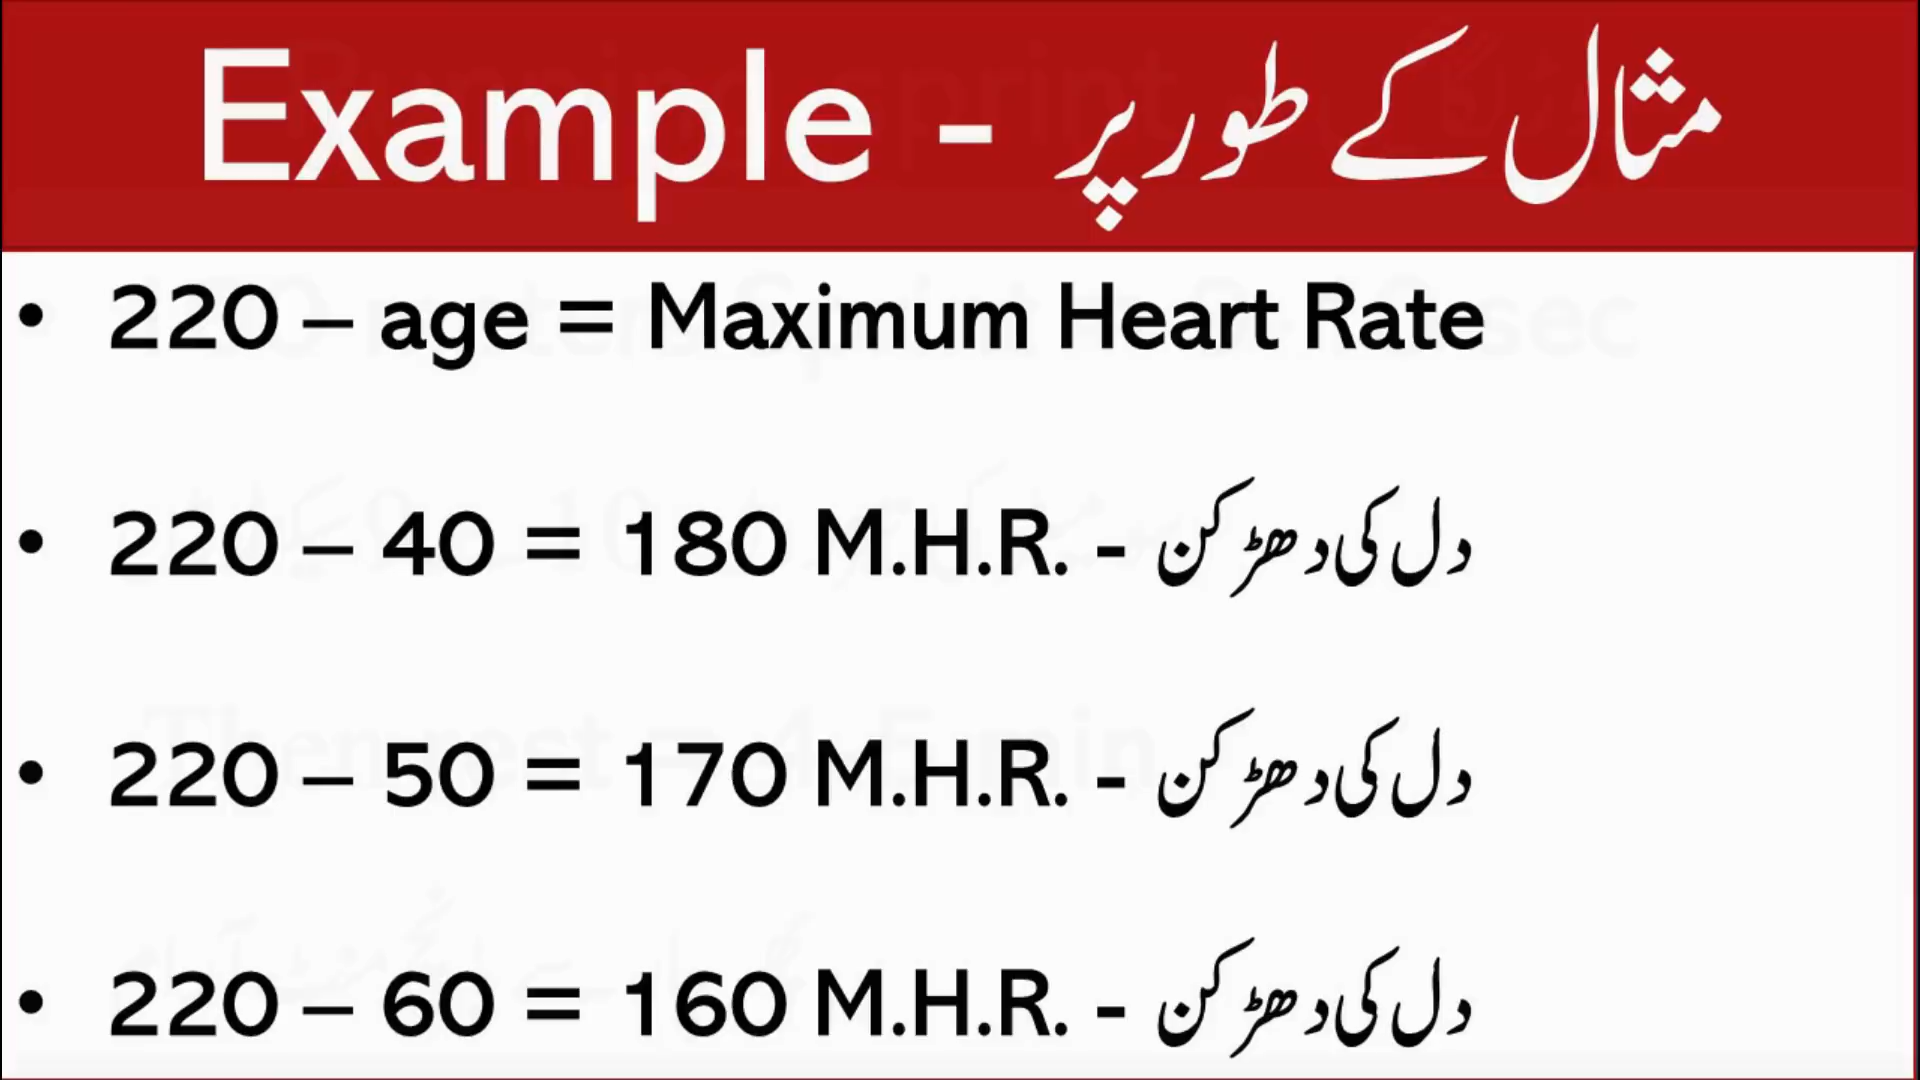 Example - مثال کے طور پر
• 220 – age = Maximum Heart Rate
• 220 – 40 = 180 M.H.R. - دل کی دھڑکن
• 220 – 50 = 170 M.H.R. - دل کی دھڑکن
• 220 – 60 = 160 M.H.R. - دل کی دھڑکن